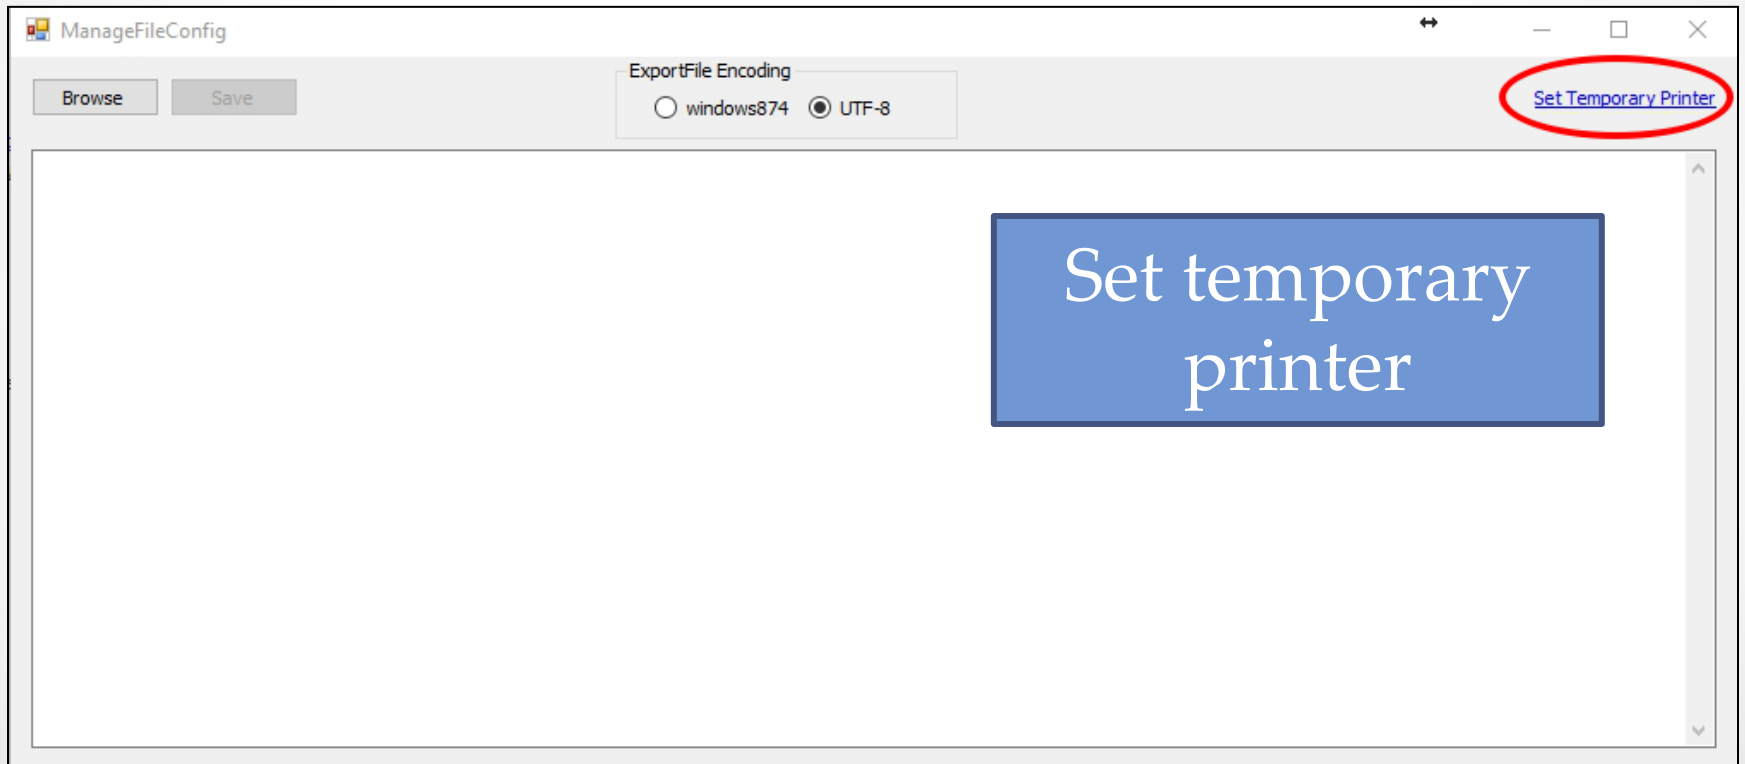 ManageFileConfig
Browse
Save
ExportFile Encoding
windows874
UTF-8
Set Temporary Printer
Set temporary
printer